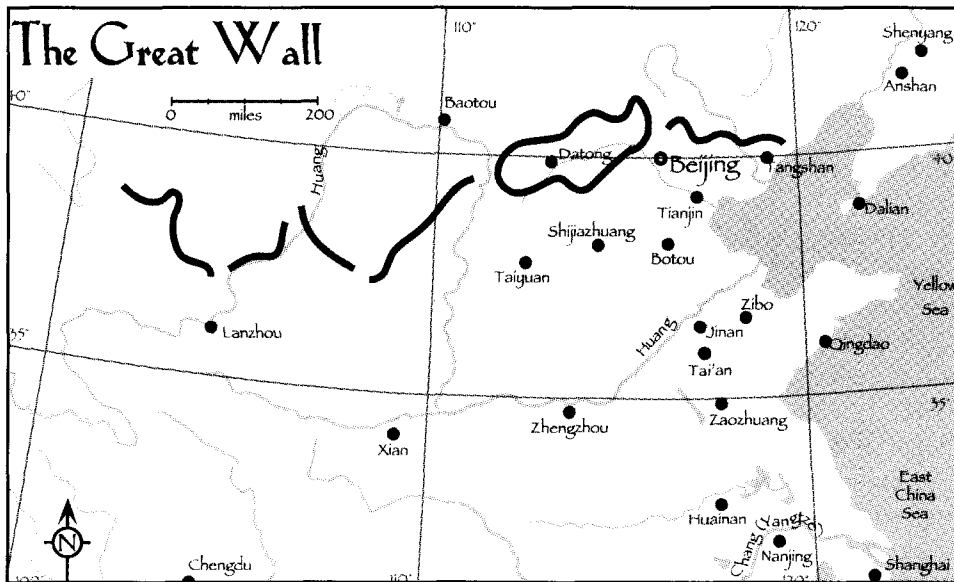 The Great Wall
110°
120°
Shenyang
Anshan
40°
0 miles 200
Baotou
Huang
Datong
Beijing
Tangshan
40
Tianjin
Dalian
Shijiazhuang
Botou
Taiyuan
Yellow
Sea
Zibo
Lanzhou
Huang
Jinan
Qingdao
35°
Tai'an
35°
Zaozhuang
Zhengzhou
Xian
East
China
Sea
Huainan
Chang (Yangtze)
N
Nanjing
Chengdu
110°
120°
Shanghai